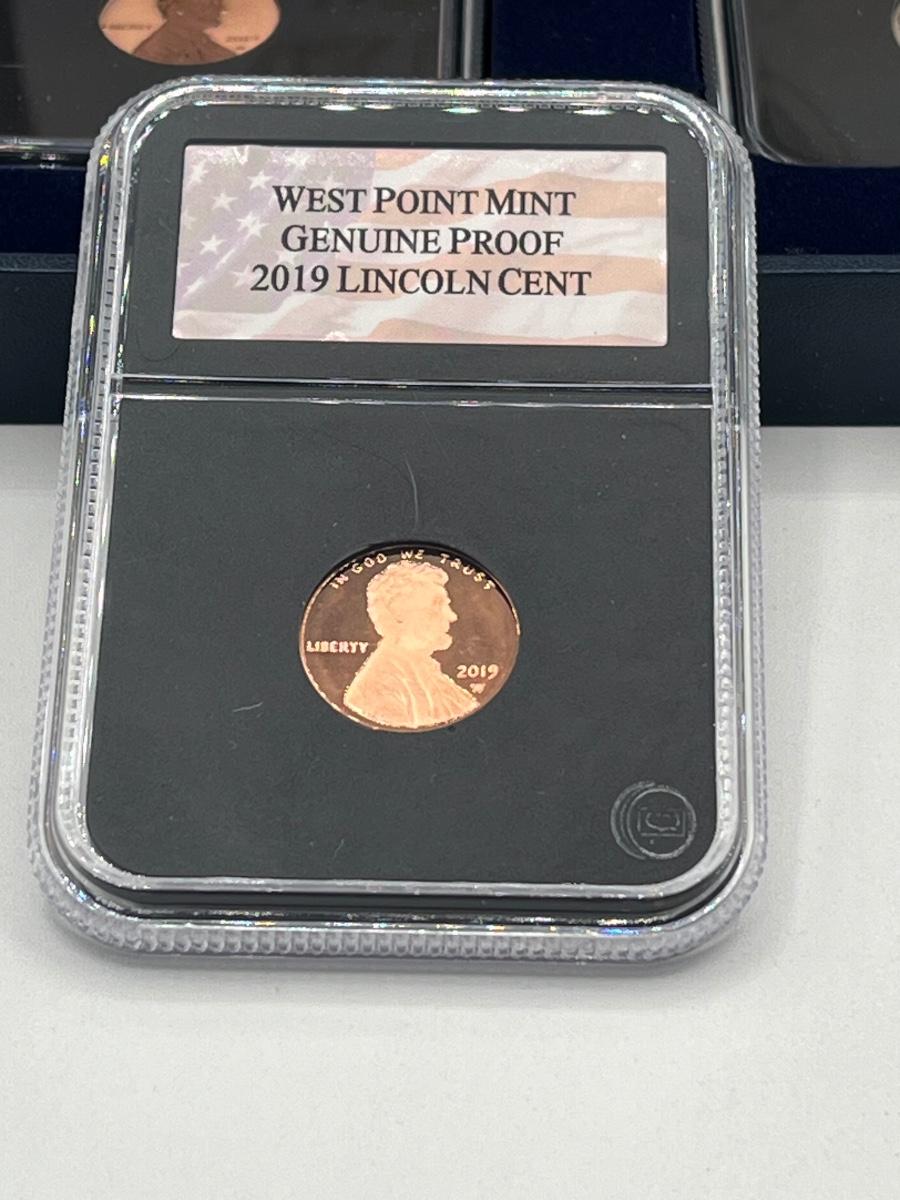 WEST POINT MINT
GENUINE PROOF
2019 LINCOLN CENT
IN GOD WE TRUST
LIBERTY
2019
W